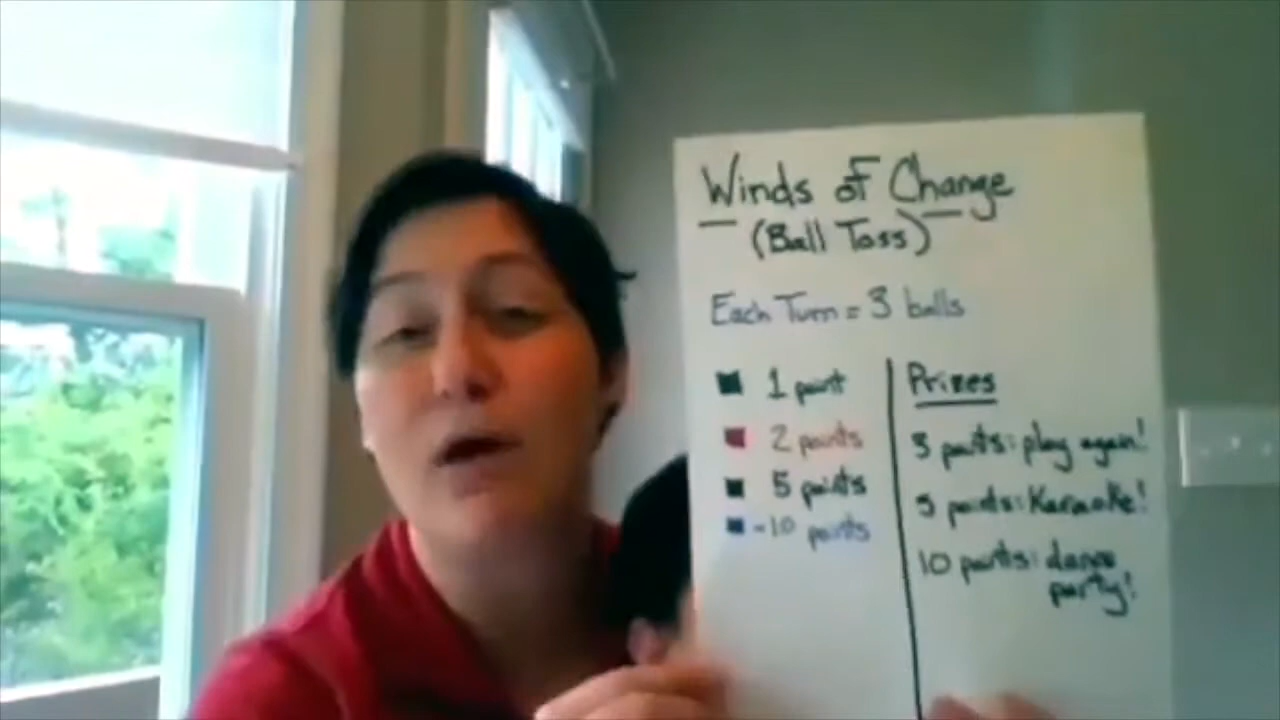 Winds of Change
(Ball Toss)
Each Turn = 3 balls
1 point
2 points
5 points
-10 points
Prizes
3 points: play again!
5 points: Karaoke!
10 points: dance
party!